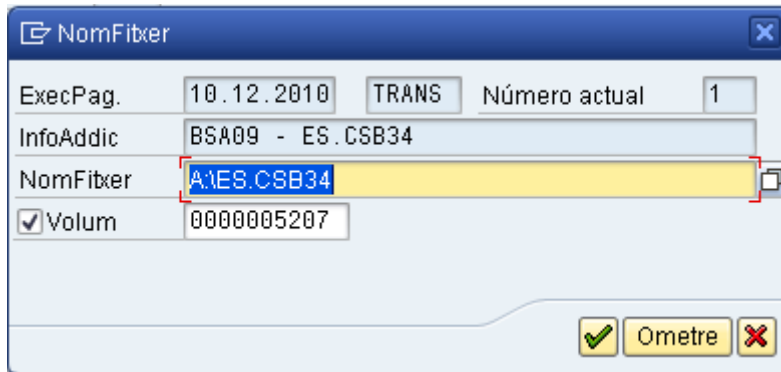 NomFitxer
ExecPag. 10.12.2010 TRANS Número actual 1
InfoAddic BSA09 - ES.CSB34
NomFitxer A:\ES.CSB34
Volum 0000005207
Ometre